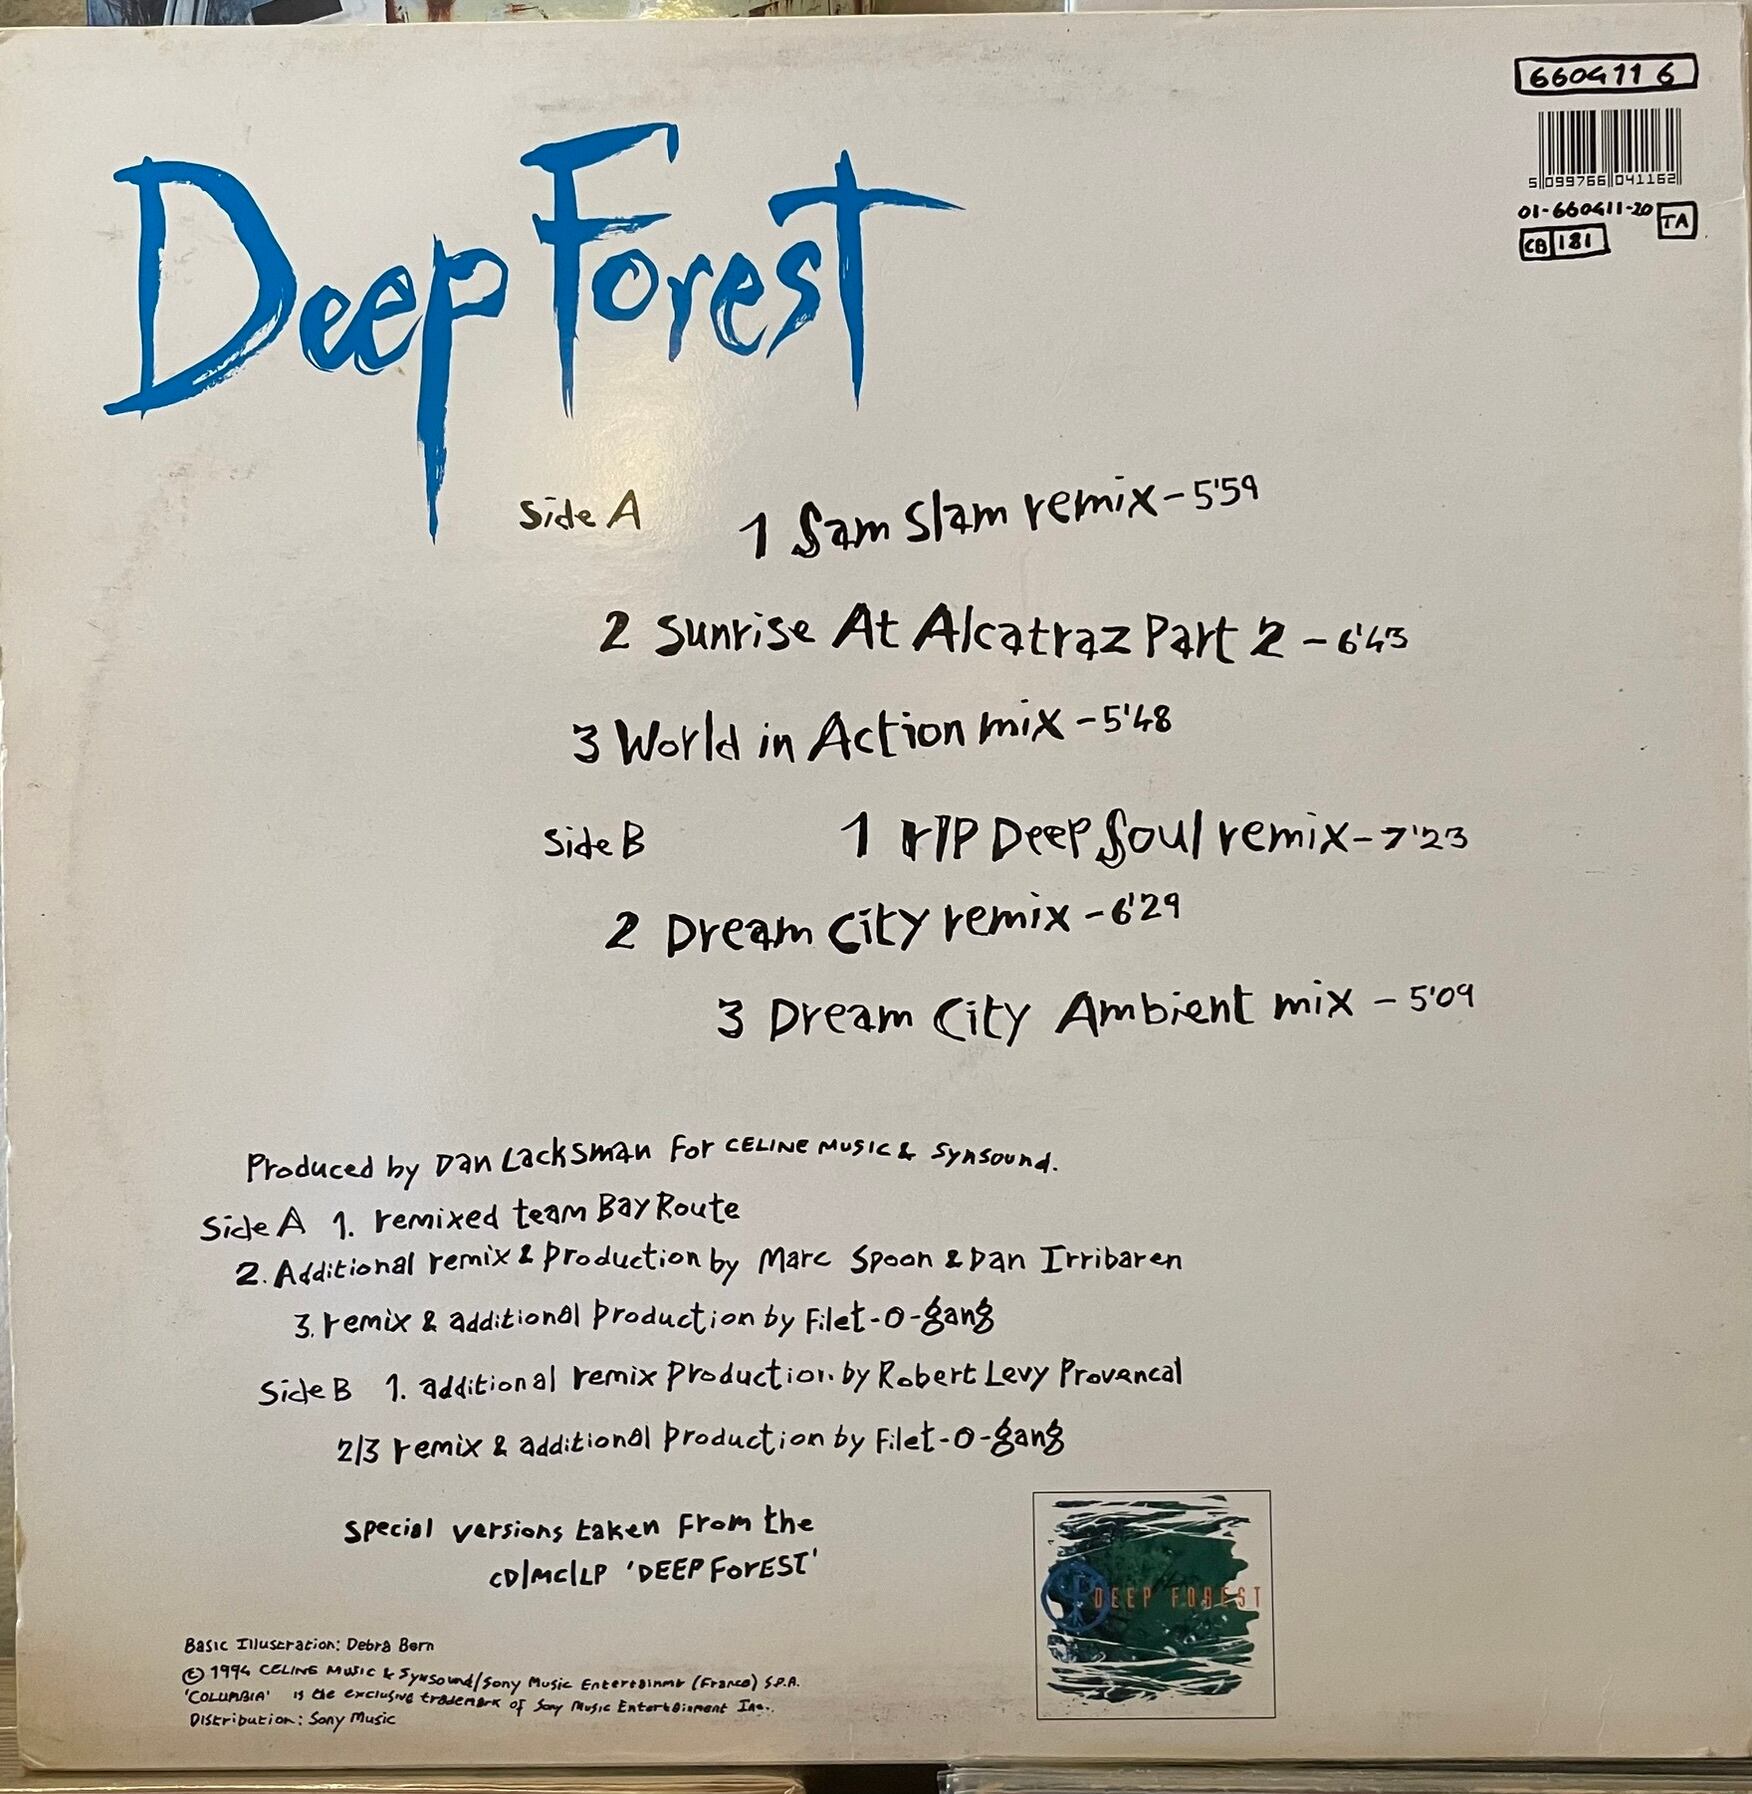 660411 6
5 099766 041162
01-660411-20 TA
CB 181
Deep Forest
Side A 1 Sam Slam remix - 5'59
2 Sunrise At Alcatraz Part 2 - 6'43
3 World in Action mix - 5'48
Side B 1 rIP Deep Soul remix - 7'23
2 Dream City remix - 6'29
3 Dream City Ambient mix - 5'09
Produced by Dan Lacksman For CELINE MUSIC & Synsound.
Side A 1. remixed team Bay Route
2. Additional remix & Production by Marc Spoon & Dan Irribaren
3. remix & additional Production by Filet-O-gang
Side B 1. additional remix Production by Robert Levy Provencal
2/3 remix & additional Production by Filet-O-gang
Special versions taken From the
CD/MC/LP 'DEEP ForEST'
DEEP FOREST
Basic Illustration: Debra Bern
© 1994 CELINE MUSIC & Synsound/Sony Music Entertainmt (France) S.P.A.
'COLUMBIA' is the exclusive trademark of Sony Music Entertainment Inc..
Distribution: Sony Music